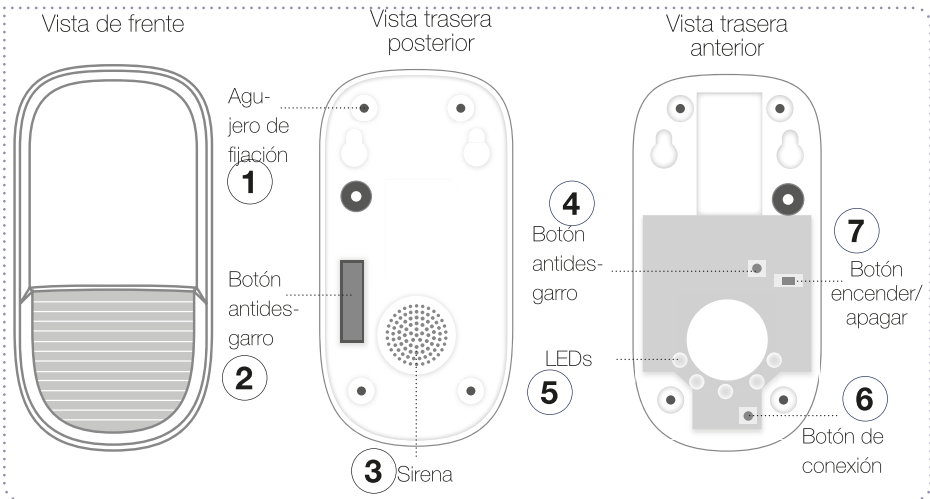 Vista de frente
Vista trasera
posterior
Vista trasera
anterior
Agu-
jero de
fijación
1
Botón
antides-
garro
2
3 Sirena
4
Botón
antides-
garro
LEDs
5
7
Botón
encender/
apagar
6
Botón de
conexión